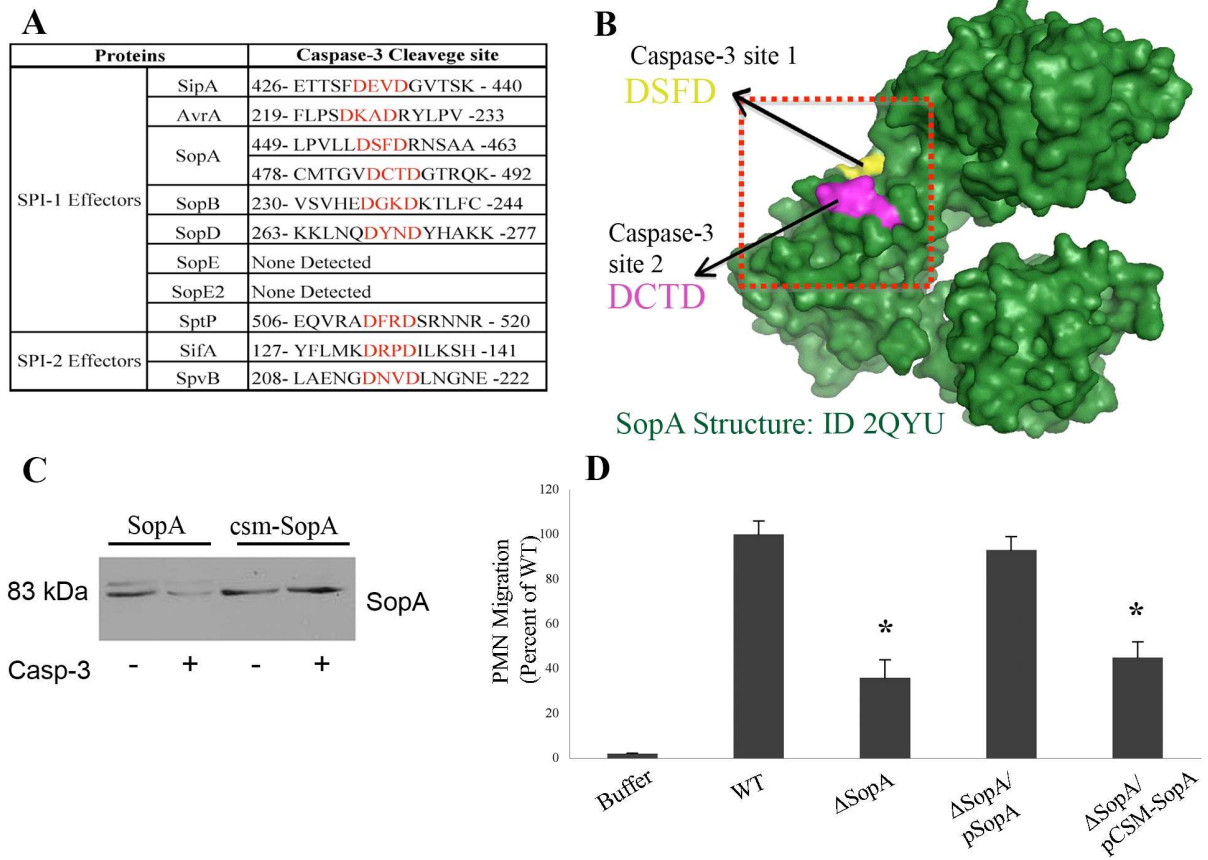 A
Proteins Caspase-3 Cleavege site
SPI-1 Effectors
SipA 426- ETTSFDEVDGVTSK - 440
AvrA 219- FLPSDKADRYLPV -233
SopA 449- LPVLLDSFDRNSAA -463
478- CMTGVDCTDGTRQK- 492
SopB 230- VSVHEDGKDKTLFC -244
SopD 263- KKLNQDYNDYHAKK -277
SopE None Detected
SopE2 None Detected
SptP 506- EQVRADFRDSRNNR - 520
SPI-2 Effectors
SifA 127- YFLMKDRPDILKSH -141
SpvB 208- LAENGDNVDLNGNE -222
B
Caspase-3 site 1
DSFD
Caspase-3
site 2
DCTD
SopA Structure: ID 2QYU
C
SopA csm-SopA
83 kDa
SopA
Casp-3 - + - +
D
PMN Migration
(Percent of WT)
120
100
80
60
40
20
0
*
*
Buffer
WT
ΔSopA
ΔSopA/
pSopA
ΔSopA/
pCSM-SopA